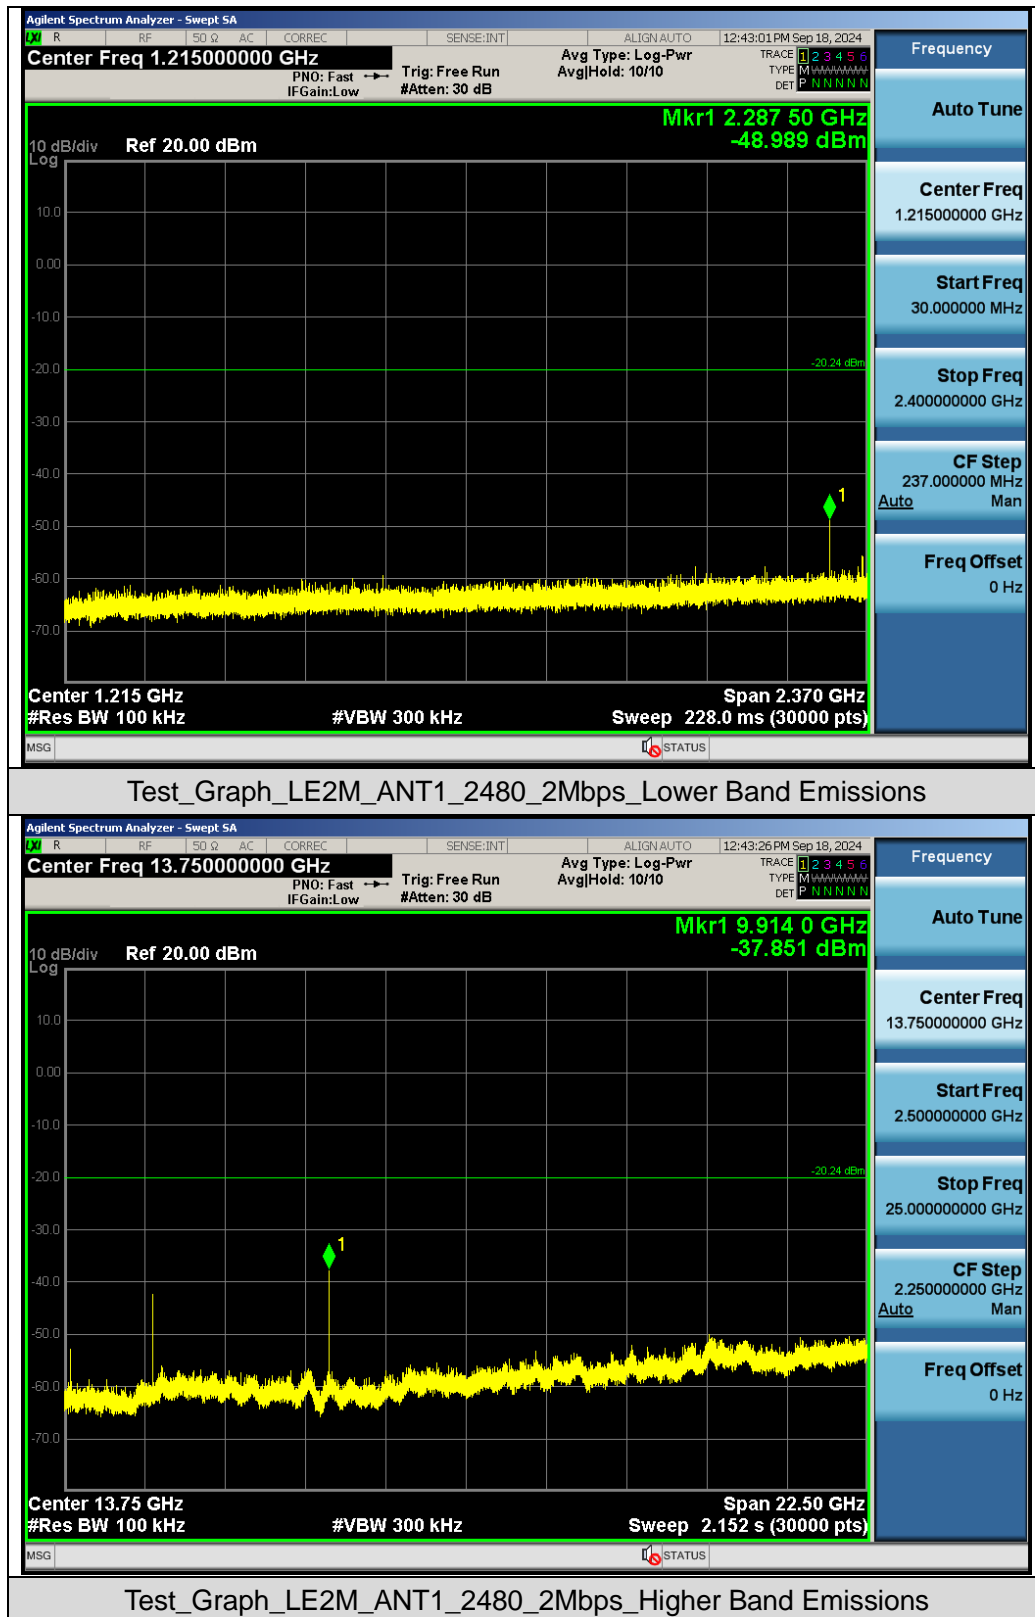 Agilent Spectrum Analyzer - Swept SA
LXI R RF 50 Ω AC CORREC SENSE:INT ALIGN AUTO 12:43:01 PM Sep 18, 2024
Center Freq 1.215000000 GHz
PNO: Fast
IFGain:Low
Trig: Free Run
#Atten: 30 dB
Avg Type: Log-Pwr
Avg|Hold: 10/10
TRACE 1 2 3 4 5 6
TYPE M
DET P N N N N N
Mkr1 2.287 50 GHz
-48.989 dBm
10 dB/div Ref 20.00 dBm
Log
10.0
0.00
-10.0
-20.0
-20.24 dBm
-30.0
-40.0
1
-50.0
-60.0
-70.0
Center 1.215 GHz Span 2.370 GHz
#Res BW 100 kHz #VBW 300 kHz Sweep 228.0 ms (30000 pts)
MSG STATUS
Frequency
Auto Tune
Center Freq
1.215000000 GHz
Start Freq
30.000000 MHz
Stop Freq
2.400000000 GHz
CF Step
237.000000 MHz
Auto Man
Freq Offset
0 Hz
Test_Graph_LE2M_ANT1_2480_2Mbps_Lower Band Emissions
Agilent Spectrum Analyzer - Swept SA
LXI R RF 50 Ω AC CORREC SENSE:INT ALIGN AUTO 12:43:26 PM Sep 18, 2024
Center Freq 13.750000000 GHz
PNO: Fast
IFGain:Low
Trig: Free Run
#Atten: 30 dB
Avg Type: Log-Pwr
Avg|Hold: 10/10
TRACE 1 2 3 4 5 6
TYPE M
DET P N N N N N
Mkr1 9.914 0 GHz
-37.851 dBm
10 dB/div Ref 20.00 dBm
Log
10.0
0.00
-10.0
-20.0
-20.24 dBm
-30.0
1
-40.0
-50.0
-60.0
-70.0
Center 13.75 GHz Span 22.50 GHz
#Res BW 100 kHz #VBW 300 kHz Sweep 2.152 s (30000 pts)
MSG STATUS
Frequency
Auto Tune
Center Freq
13.750000000 GHz
Start Freq
2.500000000 GHz
Stop Freq
25.000000000 GHz
CF Step
2.250000000 GHz
Auto Man
Freq Offset
0 Hz
Test_Graph_LE2M_ANT1_2480_2Mbps_Higher Band Emissions